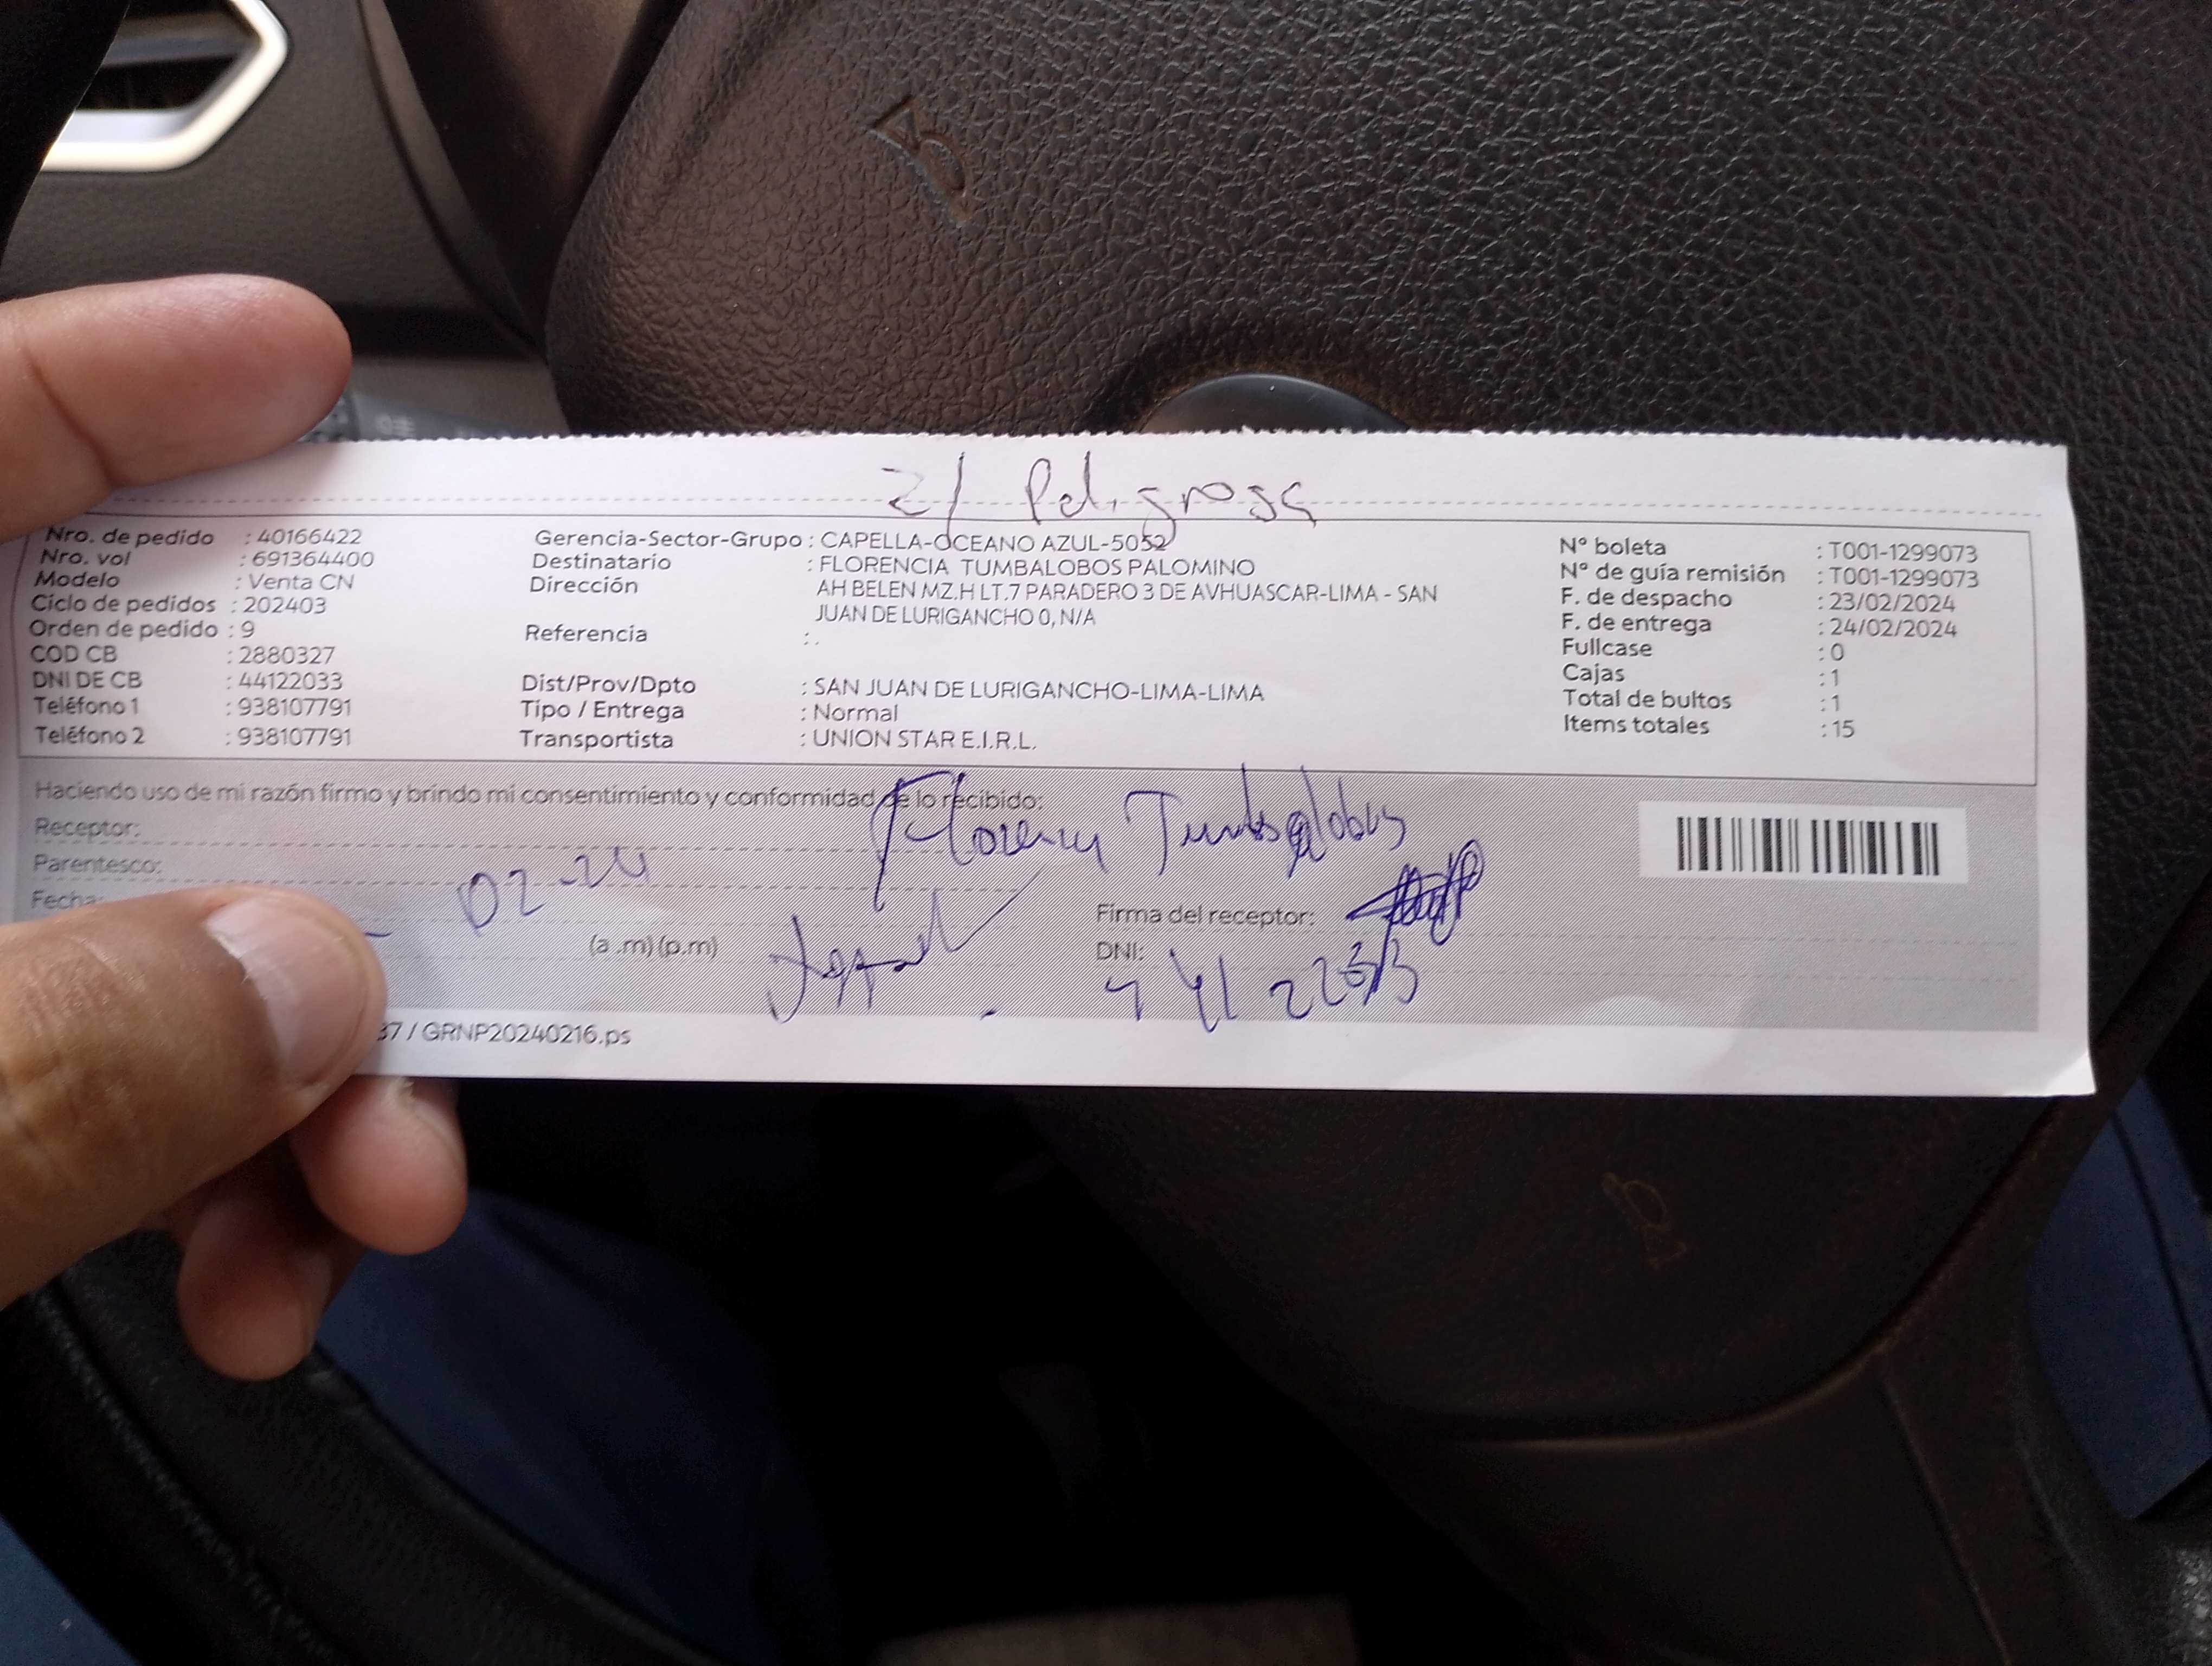 Z/ Peligrosa
Nro. de pedido : 40166422
Nro. vol : 691364400
Modelo : Venta CN
Ciclo de pedidos : 202403
Orden de pedido : 9
COD CB : 2880327
DNI DE CB : 44122033
Teléfono 1 : 938107791
Teléfono 2 : 938107791
Gerencia-Sector-Grupo : CAPELLA-OCEANO AZUL-5052
Destinatario : FLORENCIA TUMBALOBOS PALOMINO
Dirección AH BELEN MZ.H LT.7 PARADERO 3 DE AVHUASCAR-LIMA - SAN
JUAN DE LURIGANCHO 0, N/A
Referencia : .
Dist/Prov/Dpto : SAN JUAN DE LURIGANCHO-LIMA-LIMA
Tipo / Entrega : Normal
Transportista : UNION STAR E.I.R.L.
N° boleta : T001-1299073
N° de guía remisión : T001-1299073
F. de despacho : 23/02/2024
F. de entrega : 24/02/2024
Fullcase : 0
Cajas : 1
Total de bultos : 1
Items totales : 15
Haciendo uso de mi razón firmo y brindo mi consentimiento y conformidad de lo recibido:
Receptor: Tumbalobos
Parentesco:
Fecha: - 02-24
(a .m) (p.m)
Firma del receptor:
DNI:
37 / GRNP20240216.ps